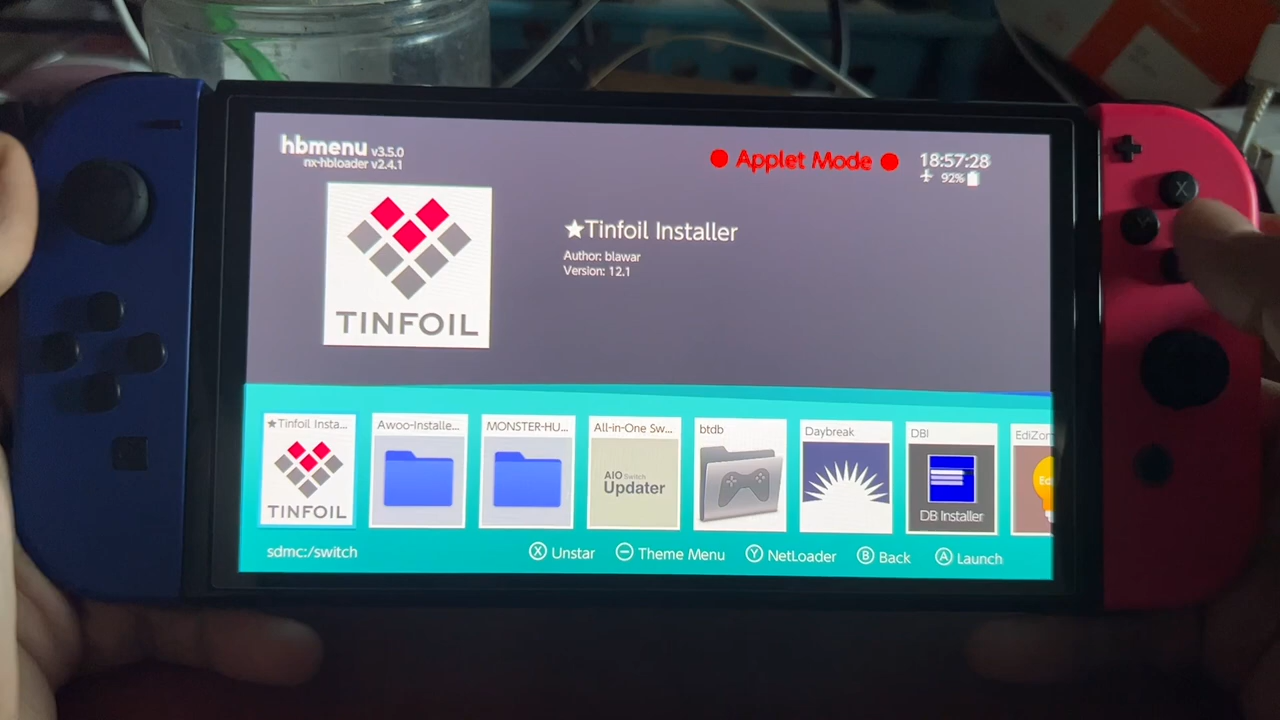 hbmenu v3.5.0
nx-hbloader v2.4.1
Applet Mode
18:57:28
92%
TINFOIL
★Tinfoil Installer
Author: blawar
Version: 12.1
★Tinfoil Insta...
TINFOIL
Awoo-Installe...
MONSTER-HU...
All-in-One Sw...
AIO Switch
Updater
btdb
Daybreak
DBI
DB Installer
EdiZon
Ed
sdmc:/switch
X Unstar
Theme Menu
Y NetLoader
B Back
A Launch
X